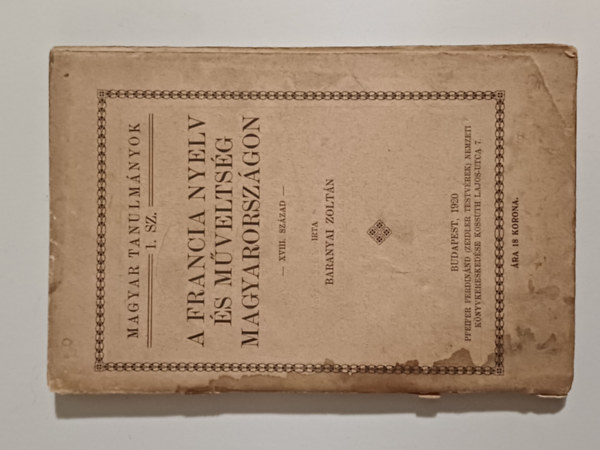 MAGYAR TANULMÁNYOK
1. SZ.
A FRANCIA NYELV
ÉS MŰVELTSÉG
MAGYARORSZÁGON
— XVIII. SZÁZAD —
IRTA
BARANYAI ZOLTÁN
BUDAPEST, 1920
PFEIFER FERDINÁND (ZEIDLER TESTVÉREK) NEMZETI
KÖNYVKERESKEDÉSE KOSSUTH LAJOS-UTCA 7.
ÁRA 18 KORONA.